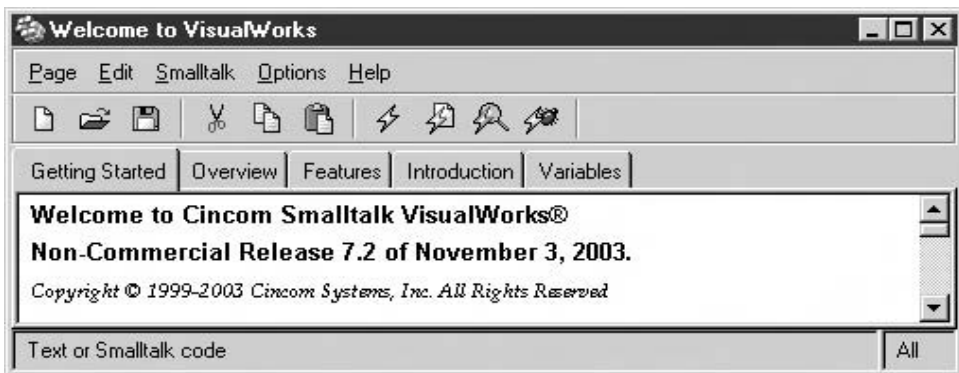 Welcome to VisualWorks
Page Edit Smalltalk Options Help
Getting Started Overview Features Introduction Variables
Welcome to Cincom Smalltalk VisualWorks®
Non-Commercial Release 7.2 of November 3, 2003.
Copyright © 1999-2003 Cincom Systems, Inc. All Rights Reserved
Text or Smalltalk code All